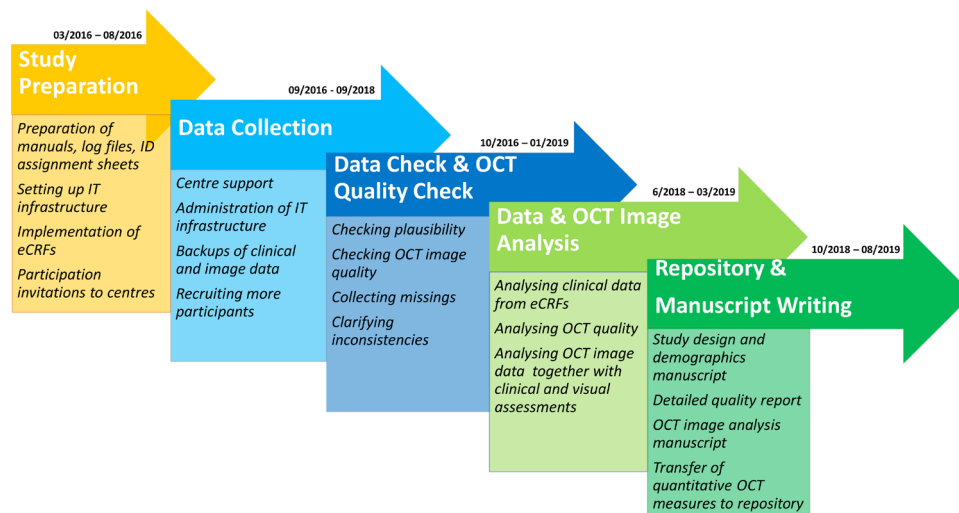 03/2016 – 08/2016
Study
Preparation
Preparation of
manuals, log files, ID
assignment sheets
Setting up IT
infrastructure
Implementation of
eCRFs
Participation
invitations to centres
09/2016 - 09/2018
Data Collection
Centre support
Administration of IT
infrastructure
Backups of clinical
and image data
Recruiting more
participants
10/2016 – 01/2019
Data Check & OCT
Quality Check
Checking plausibility
Checking OCT image
quality
Collecting missings
Clarifying
inconsistencies
6/2018 – 03/2019
Data & OCT Image
Analysis
Analysing clinical data
from eCRFs
Analysing OCT quality
Analysing OCT image
data together with
clinical and visual
assessments
10/2018 – 08/2019
Repository &
Manuscript Writing
Study design and
demographics
manuscript
Detailed quality report
OCT image analysis
manuscript
Transfer of
quantitative OCT
measures to repository